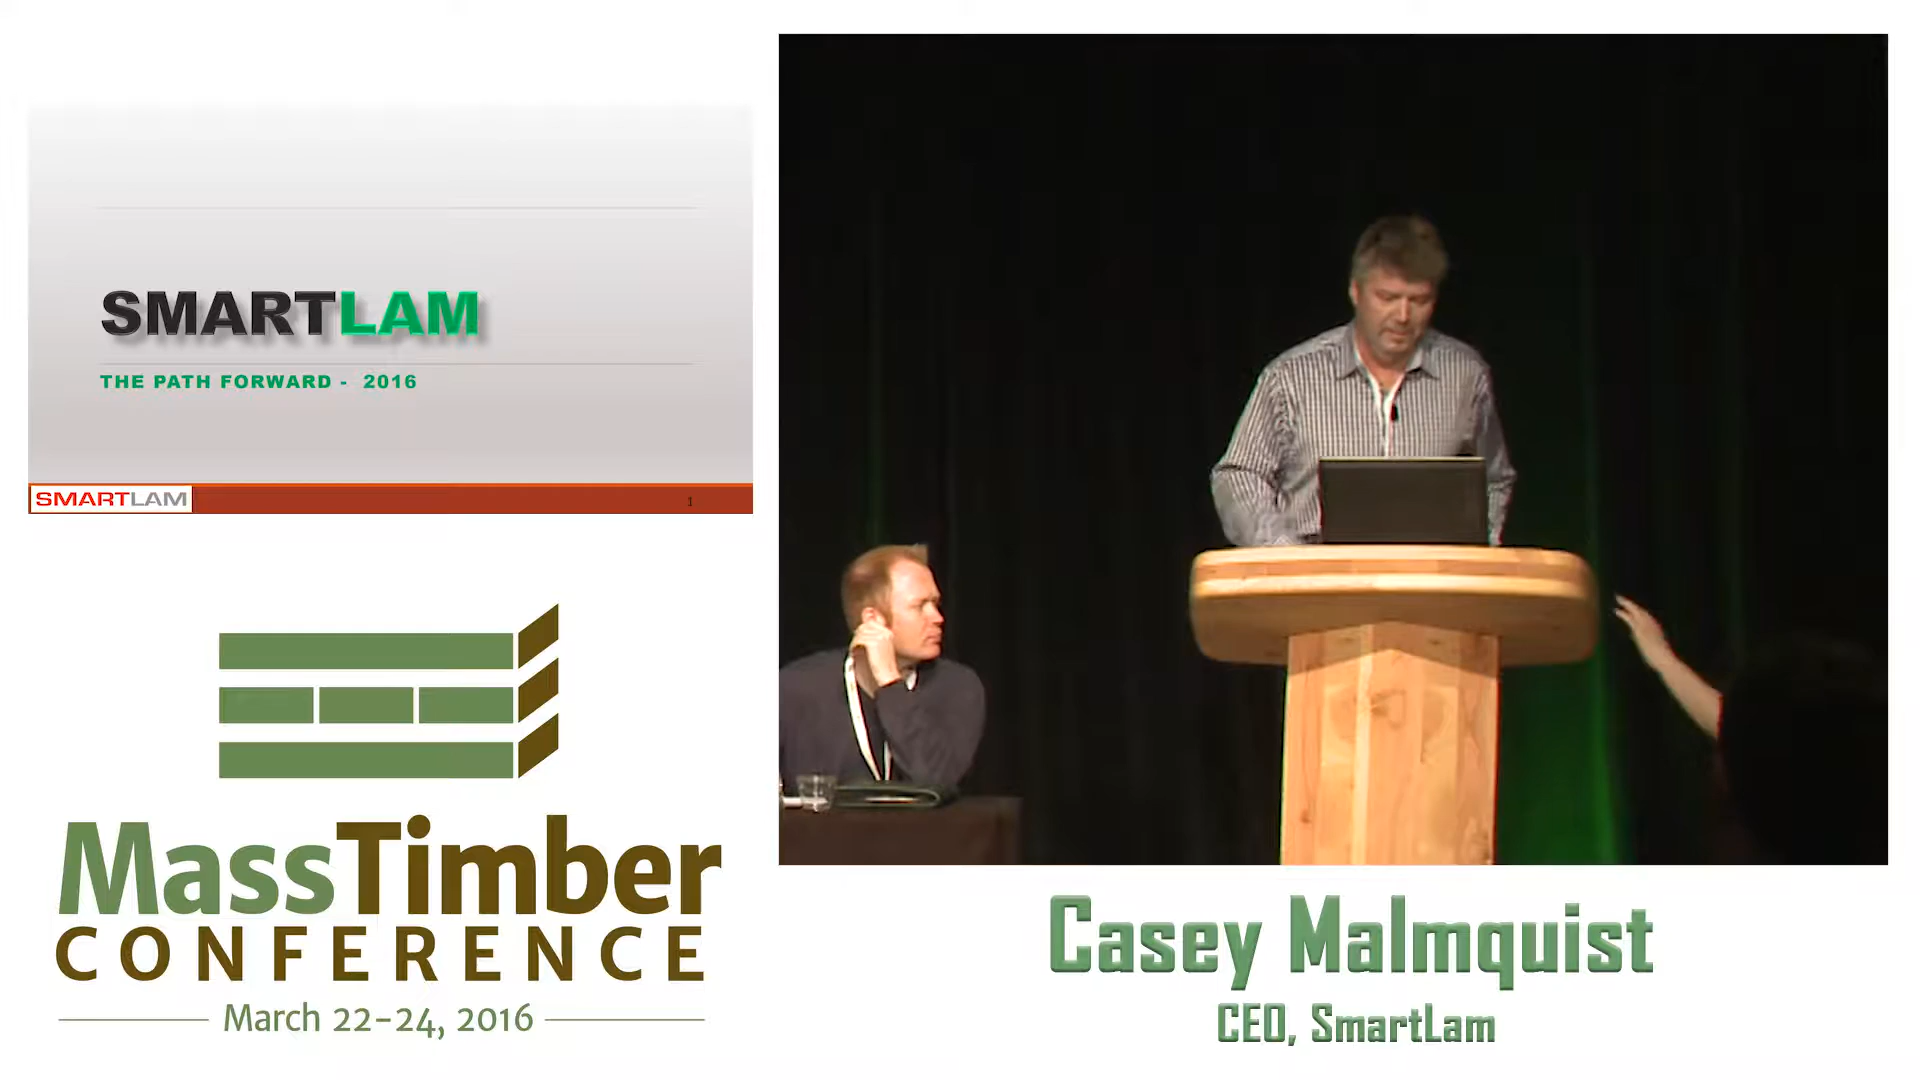 SMARTLAM
THE PATH FORWARD - 2016
SMARTLAM
1
MassTimber
CONFERENCE
March 22-24, 2016
Casey Malmquist
CEO, SmartLam